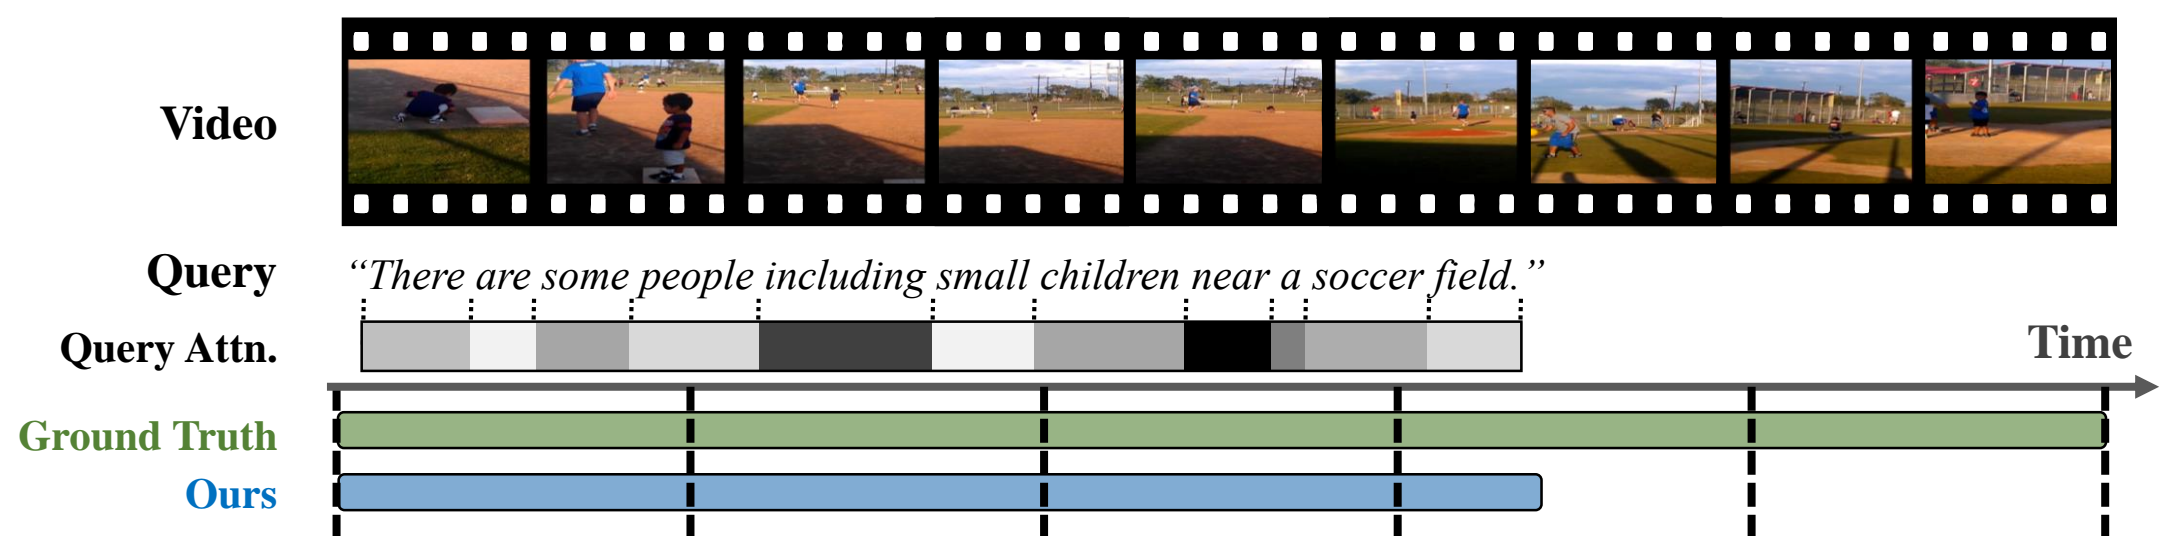 Video
Query
“There are some people including small children near a soccer field.”
Query Attn.
Time
Ground Truth
Ours